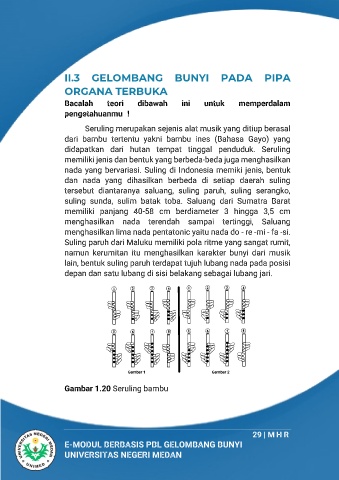 II.3 GELOMBANG BUNYI PADA PIPA
ORGANA TERBUKA
Bacalah teori dibawah ini untuk memperdalam
pengetahuanmu !
Seruling merupakan sejenis alat musik yang ditiup berasal
dari bambu tertentu yakni bambu ines (Bahasa Gayo) yang
didapatkan dari hutan tempat tinggal penduduk. Seruling
memiliki jenis dan bentuk yang berbeda-beda juga menghasilkan
nada yang bervariasi. Suling di Indonesia memiki jenis, bentuk
dan nada yang dihasilkan berbeda di setiap daerah suling
tersebut diantaranya saluang, suling paruh, suling serangko,
suling sunda, sulim batak toba. Saluang dari Sumatra Barat
memiliki panjang 40-58 cm berdiameter 3 hingga 3,5 cm
menghasilkan nada terendah sampai tertinggi, Saluang
menghasilkan lima nada pentatonic yaitu nada do - re -mi - fa -si.
Suling paruh dari Maluku memiliki pola ritme yang sangat rumit,
namun kerumitan itu menghasilkan karakter bunyi dari musik
lain, bentuk suling paruh terdapat tujuh lubang nada pada posisi
depan dan satu lubang di sisi belakang sebagai lubang jari.
Gambar 1 Gambar 2
Gambar 1.20 Seruling bambu
29 | M H R
E-MODUL BERBASIS PBL GELOMBANG BUNYI
UNIVERSITAS NEGERI MEDAN
UNIVERSITAS NEGERI MEDAN
UNIMED